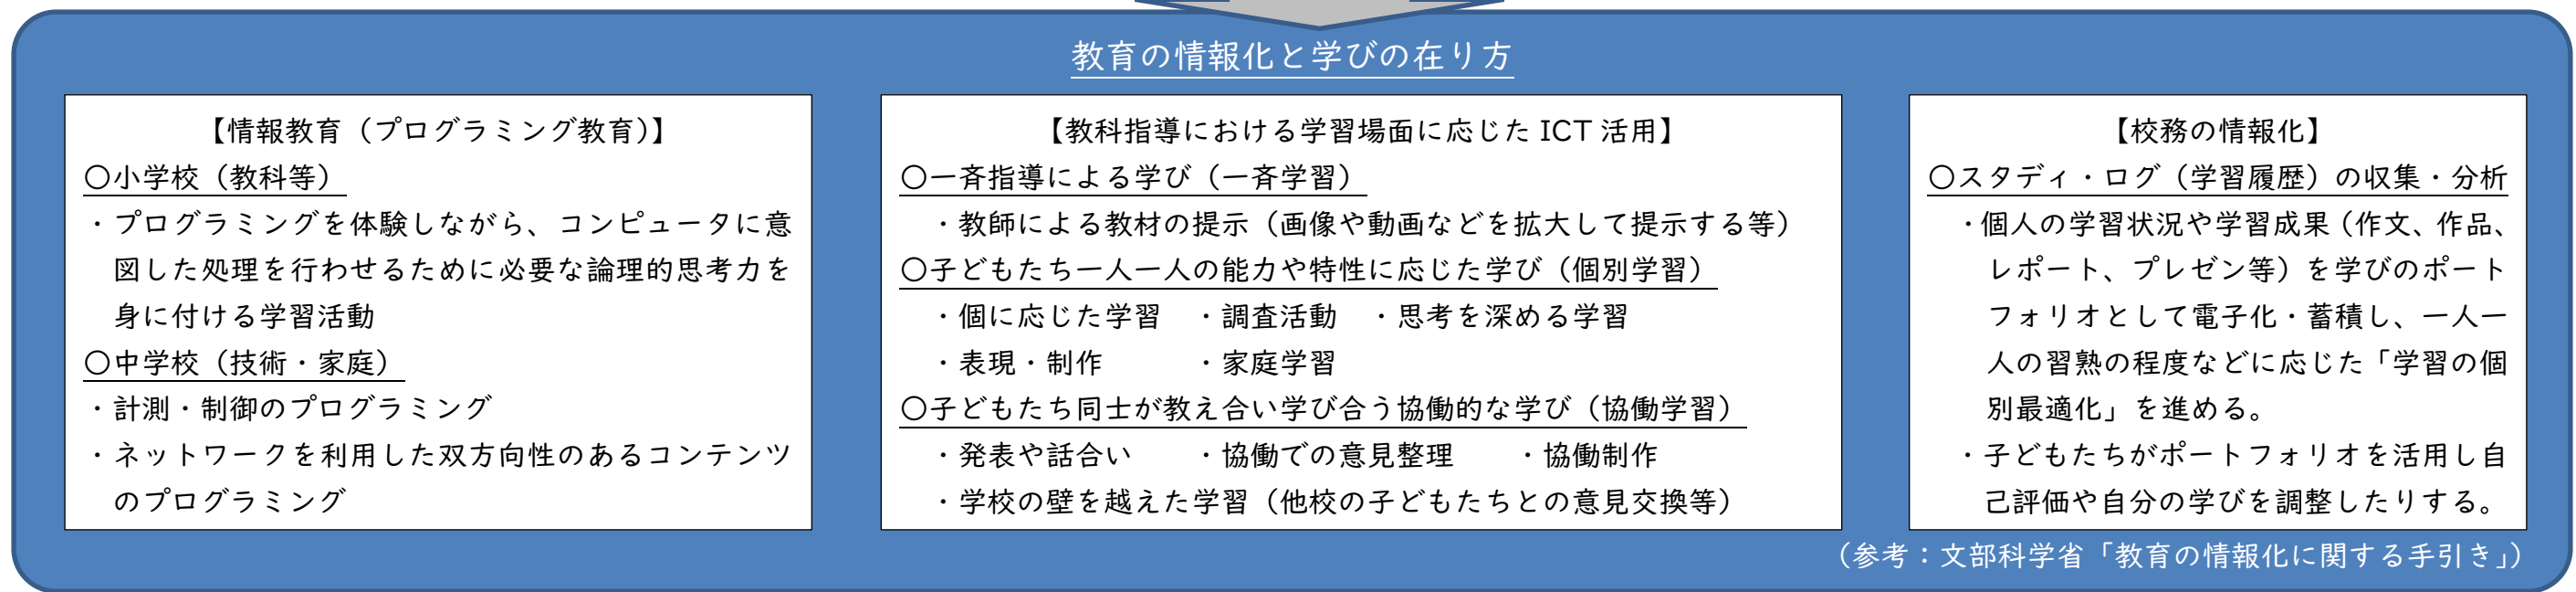 教育の情報化と学びの在り方
【情報教育（プログラミング教育）】
〇小学校（教科等）
・プログラミングを体験しながら、コンピュータに意
図した処理を行わせるために必要な論理的思考力を
身に付ける学習活動
〇中学校（技術・家庭）
・計測・制御のプログラミング
・ネットワークを利用した双方向性のあるコンテンツ
のプログラミング
【教科指導における学習場面に応じた ICT 活用】
〇一斉指導による学び（一斉学習）
・教師による教材の提示（画像や動画などを拡大して提示する等）
〇子どもたち一人一人の能力や特性に応じた学び（個別学習）
・個に応じた学習　・調査活動　・思考を深める学習
・表現・制作　　　・家庭学習
〇子どもたち同士が教え合い学び合う協働的な学び（協働学習）
・発表や話合い　　・協働での意見整理　　・協働制作
・学校の壁を越えた学習（他校の子どもたちとの意見交換等）
【校務の情報化】
〇スタディ・ログ（学習履歴）の収集・分析
・個人の学習状況や学習成果（作文、作品、
レポート、プレゼン等）を学びのポート
フォリオとして電子化・蓄積し、一人一
人の習熟の程度などに応じた「学習の個
別最適化」を進める。
・子どもたちがポートフォリオを活用し自
己評価や自分の学びを調整したりする。
（参考：文部科学省「教育の情報化に関する手引き」）